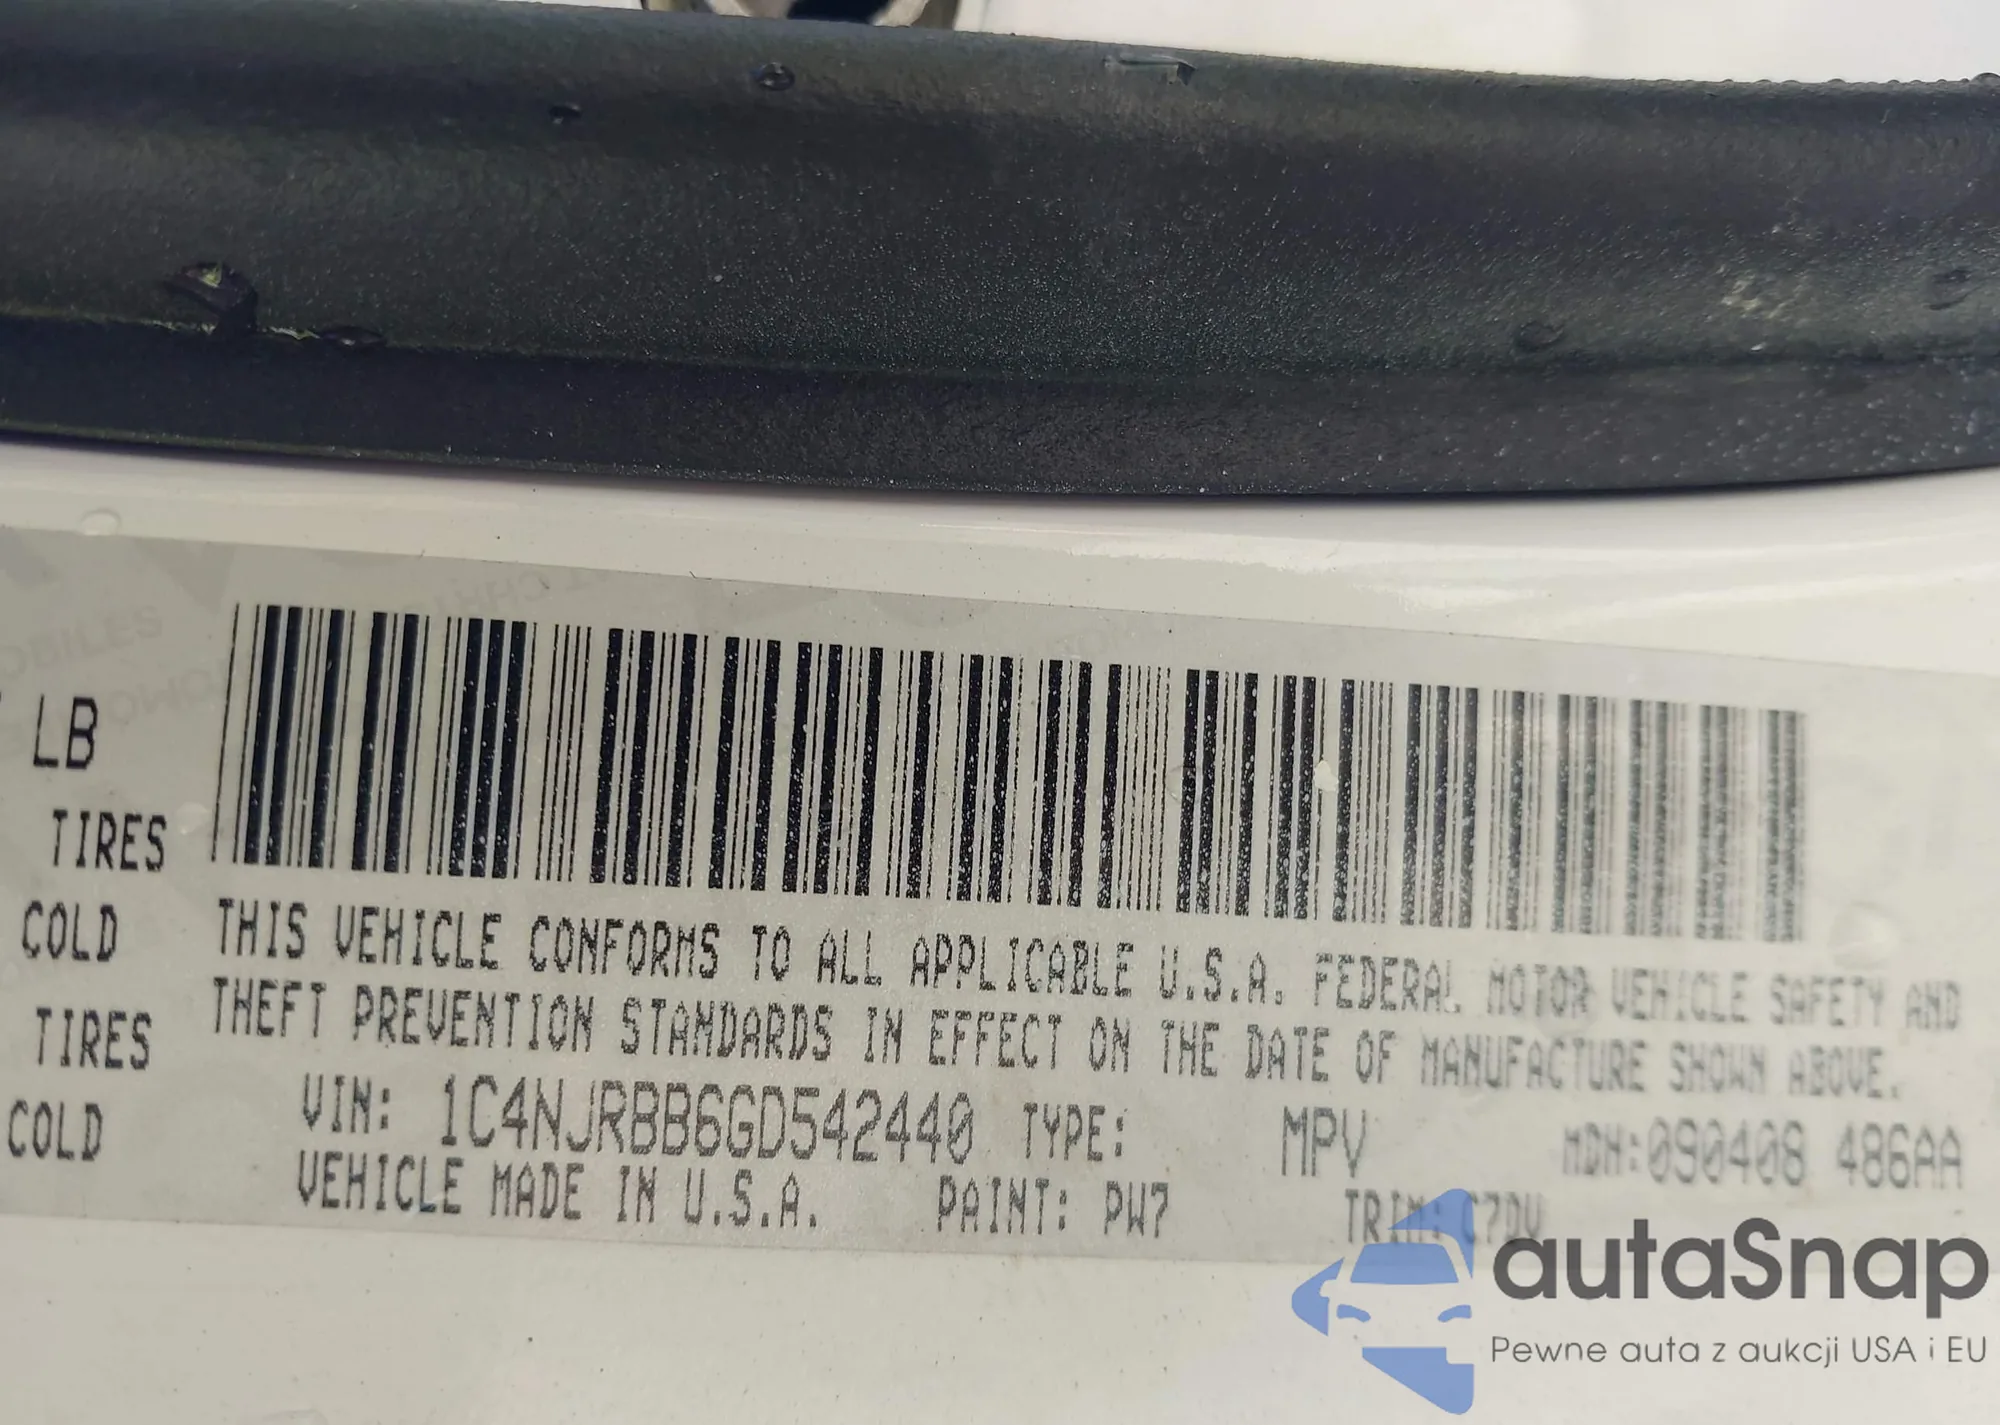 LB
TIRES
COLD
TIRES
COLD
THIS VEHICLE CONFORMS TO ALL APPLICABLE U.S.A. FEDERAL MOTOR VEHICLE SAFETY AND
THEFT PREVENTION STANDARDS IN EFFECT ON THE DATE OF MANUFACTURE SHOWN ABOVE.
VIN: 1C4NJRBB6GD542440 TYPE: MPV MDH:090408 486AA
VEHICLE MADE IN U.S.A. PAINT: PW7 TRIM: C7DV
autaSnap
Pewne auta z aukcji USA i EU